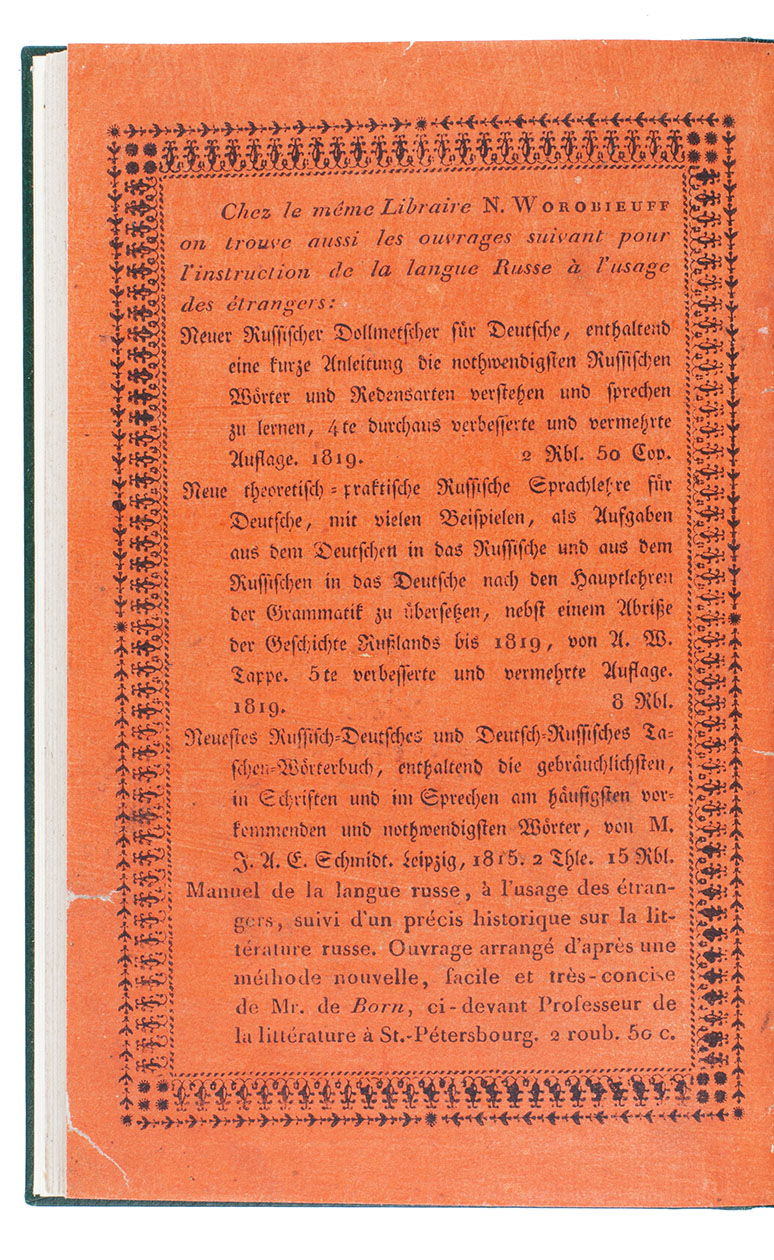 Chez le même Libraire N. WOROBIEUFF
on trouve aussi les ouvrages suivant pour
l'instruction de la langue Russe à l'usage
des étrangers:
Neuer Russischer Dollmetscher für Deutsche, enthaltend
eine kurze Anleitung die nothwendigsten Russischen
Wörter und Redensarten verstehen und sprechen
zu lernen, 4te durchaus verbesserte und vermehrte
Auflage. 1819. 2 Rbl. 50 Cop.
Neue theoretisch-praktische Russische Sprachlehre für
Deutsche, mit vielen Beispielen, als Aufgaben
aus dem Deutschen in das Russische und aus dem
Russischen in das Deutsche nach den Hauptlehren
der Grammatik zu übersetzen, nebst einem Abriße
der Geschichte Rußlands bis 1819, von A. W.
Tappe. 5te verbesserte und vermehrte Auflage.
1819. 8 Rbl.
Neuestes Russisch-Deutsches und Deutsch-Russisches Ta-
schen-Wörterbuch, enthaltend die gebräuchlichsten,
in Schriften und im Sprechen am häufigsten vor-
kommenden und nothwendigsten Wörter, von M.
J. A. E. Schmidt. Leipzig, 1815. 2 Thle. 15 Rbl.
Manuel de la langue russe, à l'usage des étran-
gers, suivi d'un précis historique sur la lit-
térature russe. Ouvrage arrangé d'après une
méthode nouvelle, facile et très-concise
de Mr. de Born, ci-devant Professeur de
la littérature à St.-Pétersbourg. 2 roub. 50 c.